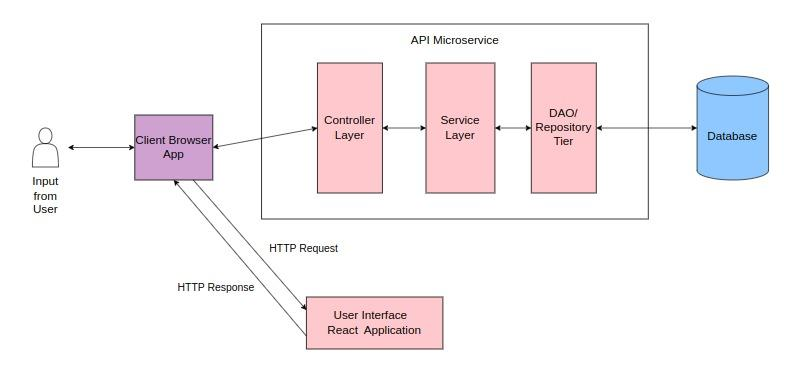 API Microservice
Controller
Layer
Service
Layer
DAO/
Repository
Tier
Database
Client Browser
App
Input
from
User
HTTP Request
HTTP Response
User Interface
React Application